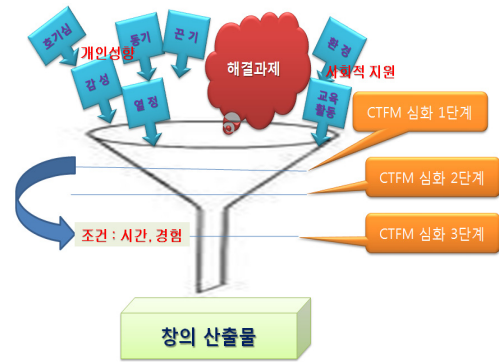 호기심
개인성향
감성
동기
끈기
열정
해결과제
환경
사회적 지원
교육
활동
CTFM 심화 1단계
CTFM 심화 2단계
조건 : 시간, 경험
CTFM 심화 3단계
창의 산출물